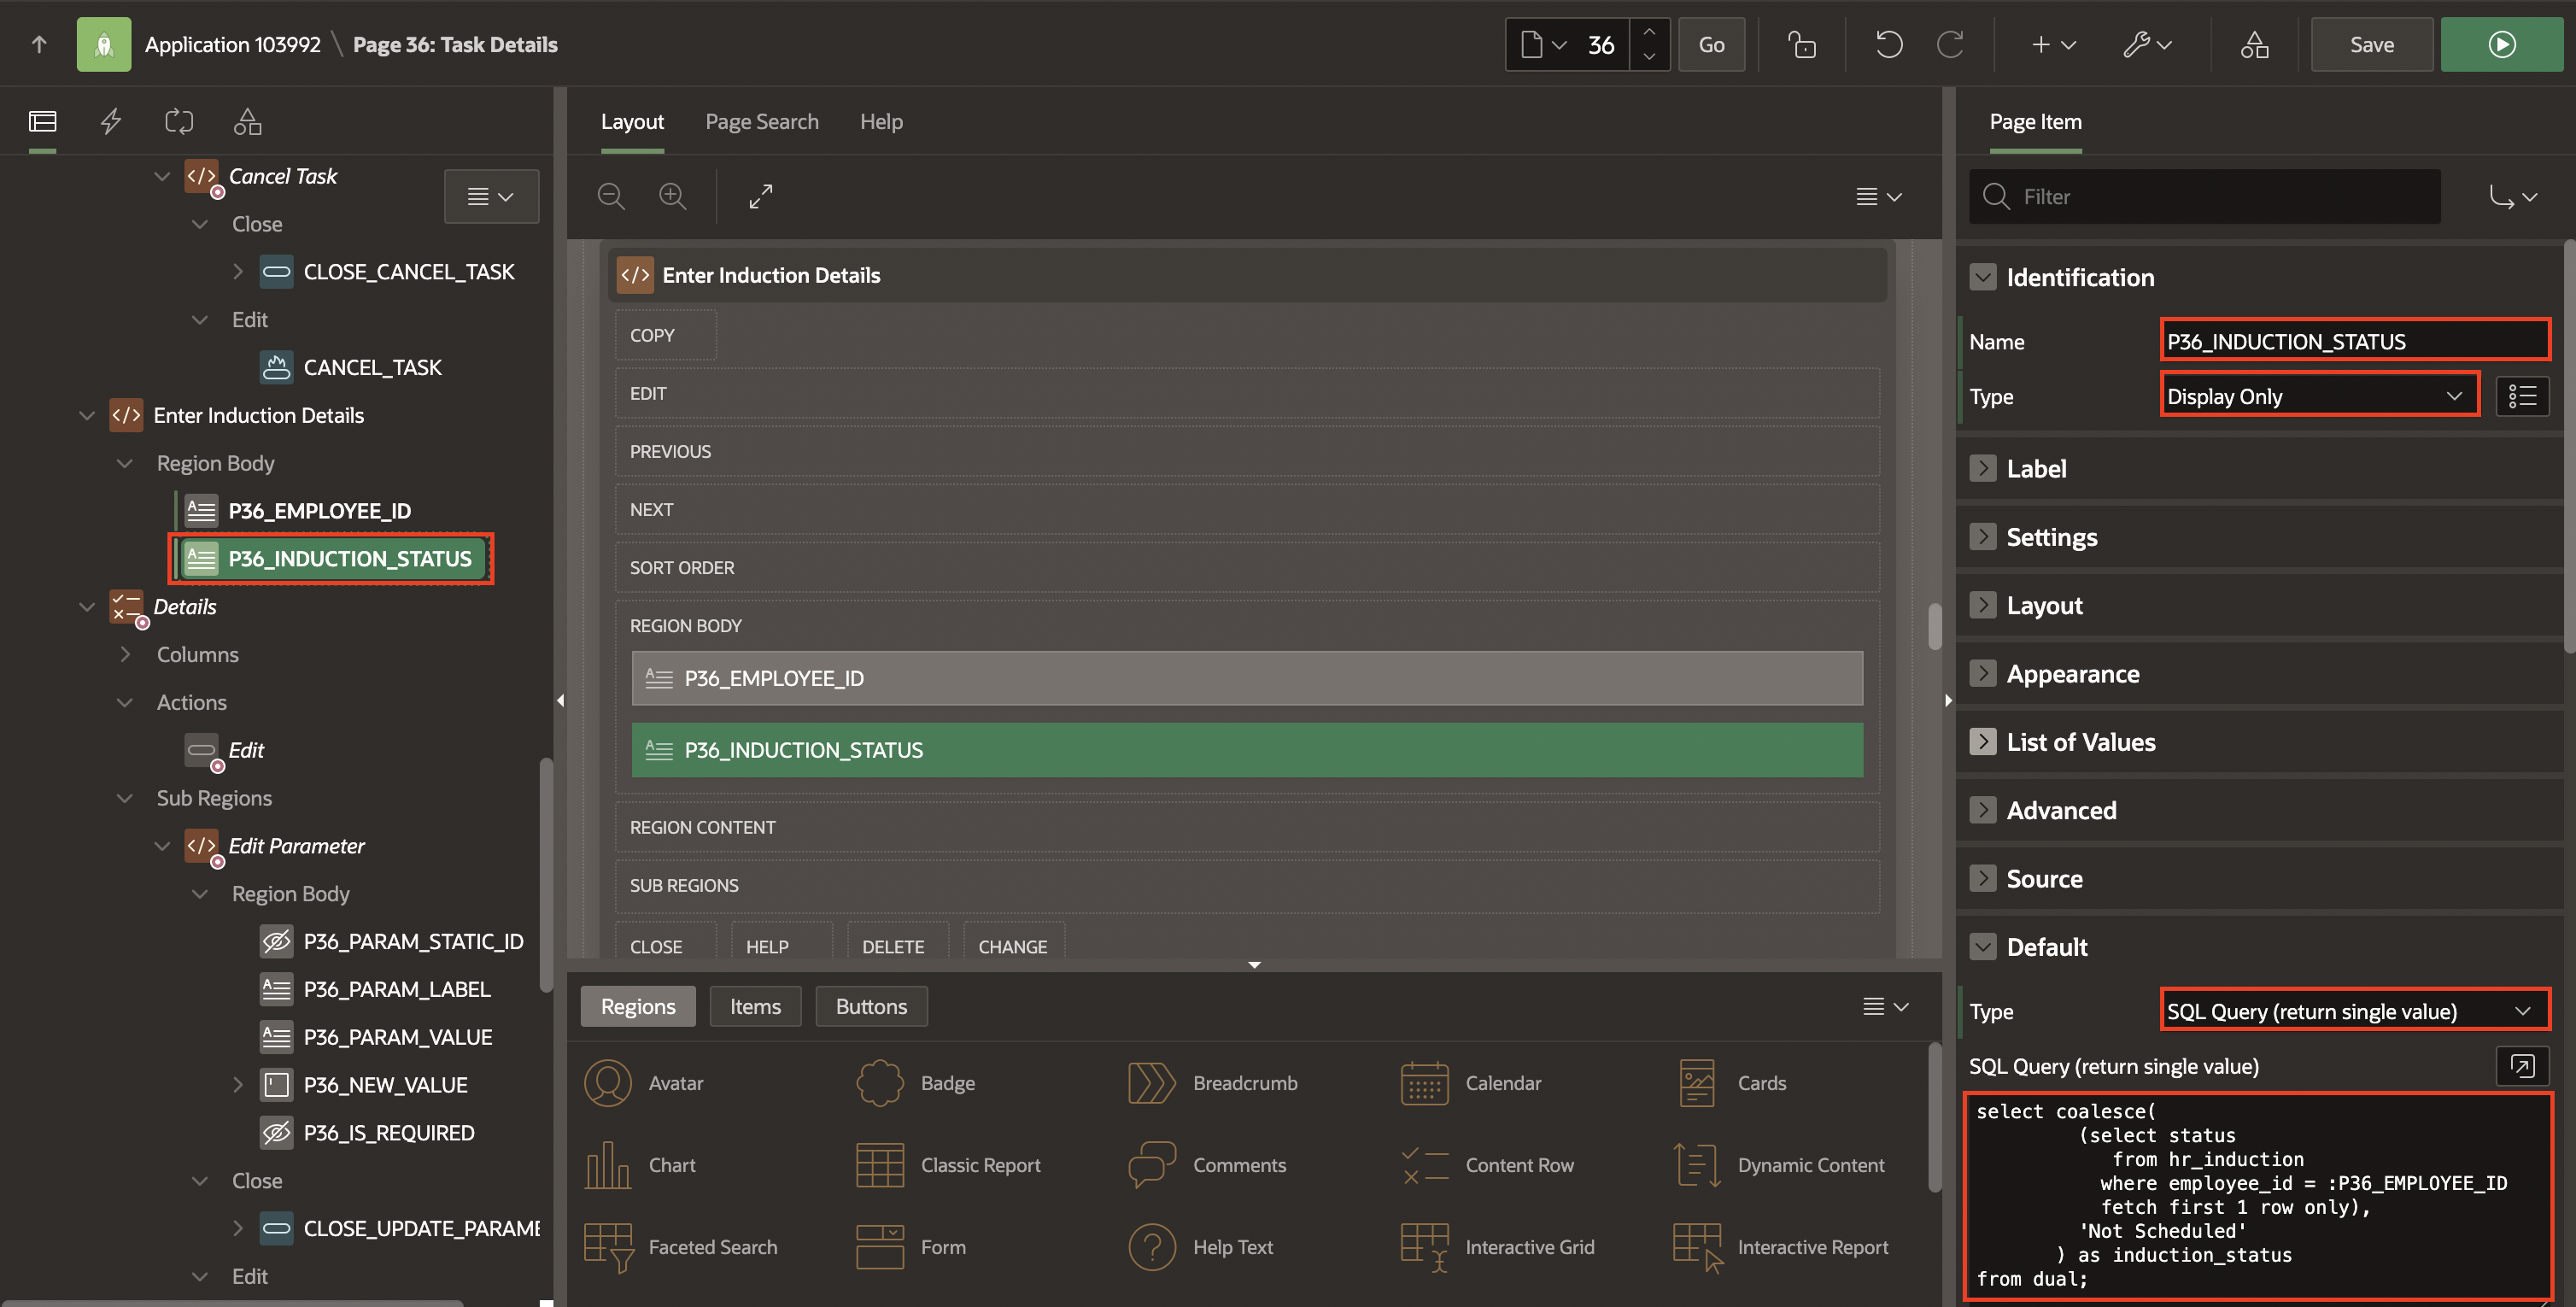 Application 103992 \ Page 36: Task Details
36
Go
Save
Layout
Page Search
Help
Page Item
Cancel Task
Close
CLOSE_CANCEL_TASK
Edit
CANCEL_TASK
Enter Induction Details
Region Body
P36_EMPLOYEE_ID
P36_INDUCTION_STATUS
Details
Columns
Actions
Edit
Sub Regions
Edit Parameter
Region Body
P36_PARAM_STATIC_ID
P36_PARAM_LABEL
P36_PARAM_VALUE
P36_NEW_VALUE
P36_IS_REQUIRED
Close
CLOSE_UPDATE_PARAME
Edit
Enter Induction Details
COPY
EDIT
PREVIOUS
NEXT
SORT ORDER
REGION BODY
P36_EMPLOYEE_ID
P36_INDUCTION_STATUS
REGION CONTENT
SUB REGIONS
CLOSE
HELP
DELETE
CHANGE
Regions
Items
Buttons
Avatar
Badge
Breadcrumb
Calendar
Cards
Chart
Classic Report
Comments
Content Row
Dynamic Content
Faceted Search
Form
Help Text
Interactive Grid
Interactive Report
Filter
Identification
Name
P36_INDUCTION_STATUS
Type
Display Only
Label
Settings
Layout
Appearance
List of Values
Advanced
Source
Default
Type
SQL Query (return single value)
SQL Query (return single value)
select coalesce(
(select status
from hr_induction
where employee_id = :P36_EMPLOYEE_ID
fetch first 1 row only),
'Not Scheduled'
) as induction_status
from dual;